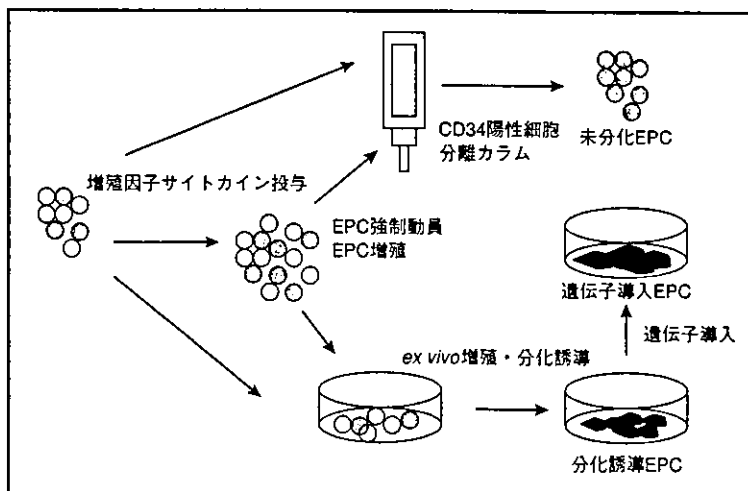 CD34陽性細胞
分離カラム
未分化EPC
増殖因子サイトカイン投与
EPC強制動員
EPC増殖
遺伝子導入EPC
遺伝子導入
ex vivo増殖・分化誘導
分化誘導EPC